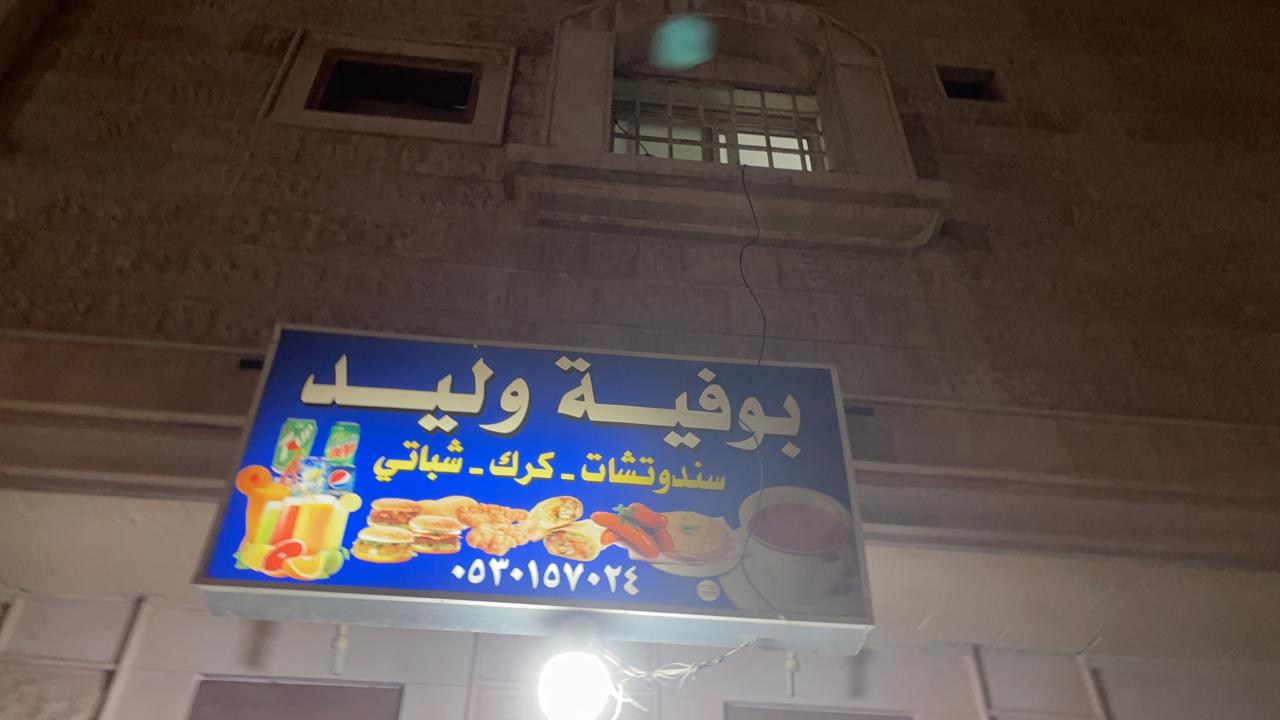 بوفية وليد
سندوتشات - كرك - شباتي
٠٥٣٠١٥٧٠٢٤